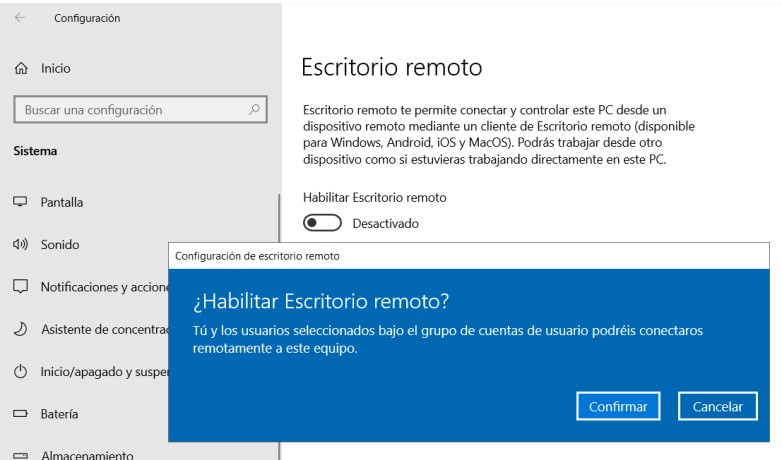 Configuración
Inicio
Buscar una configuración
Sistema
Pantalla
Sonido
Notificaciones y accione
Asistente de concentrac
Inicio/apagado y suspe
Batería
Almacenamiento
Escritorio remoto
Escritorio remoto te permite conectar y controlar este PC desde un
dispositivo remoto mediante un cliente de Escritorio remoto (disponible
para Windows, Android, iOS y MacOS). Podrás trabajar desde otro
dispositivo como si estuvieras trabajando directamente en este PC.
Habilitar Escritorio remoto
Desactivado
Configuración de escritorio remoto
¿Habilitar Escritorio remoto?
Tú y los usuarios seleccionados bajo el grupo de cuentas de usuario podréis conectaros
remotamente a este equipo.
Confirmar Cancelar